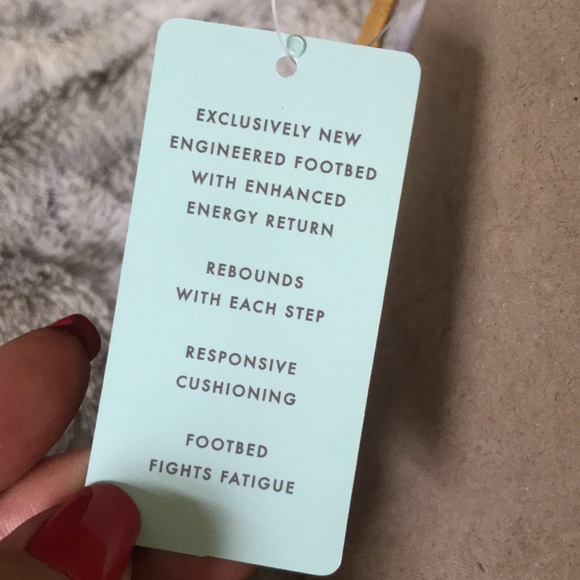 EXCLUSIVELY NEW
ENGINEERED FOOTBED
WITH ENHANCED
ENERGY RETURN
REBOUNDS
WITH EACH STEP
RESPONSIVE
CUSHIONING
FOOTBED
FIGHTS FATIGUE